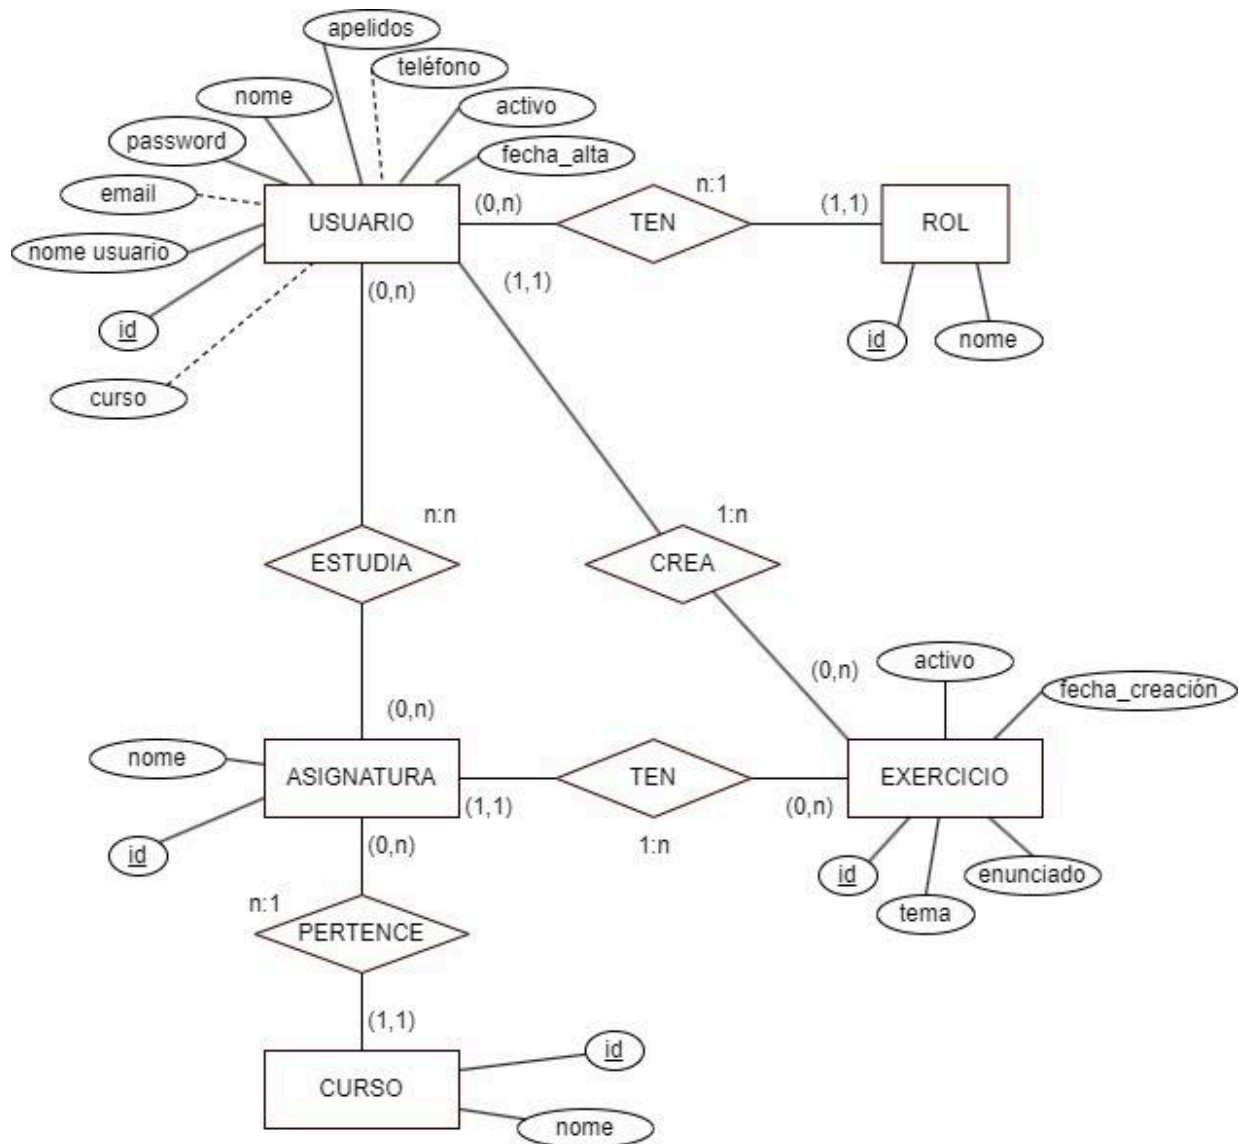 apelidos
teléfono
nome
activo
password
fecha_alta
email
n:1
(0,n)
(1,1)
USUARIO
TEN
ROL
nome usuario
(0,n)
(1,1)
id
id
nome
curso
n:n
1:n
ESTUDIA
CREA
activo
(0,n)
fecha_creación
(0,n)
nome
ASIGNATURA
TEN
EXERCICIO
(1,1)
(0,n)
id
(0,n)
1:n
id
enunciado
n:1
tema
PERTENCE
(1,1)
id
CURSO
nome